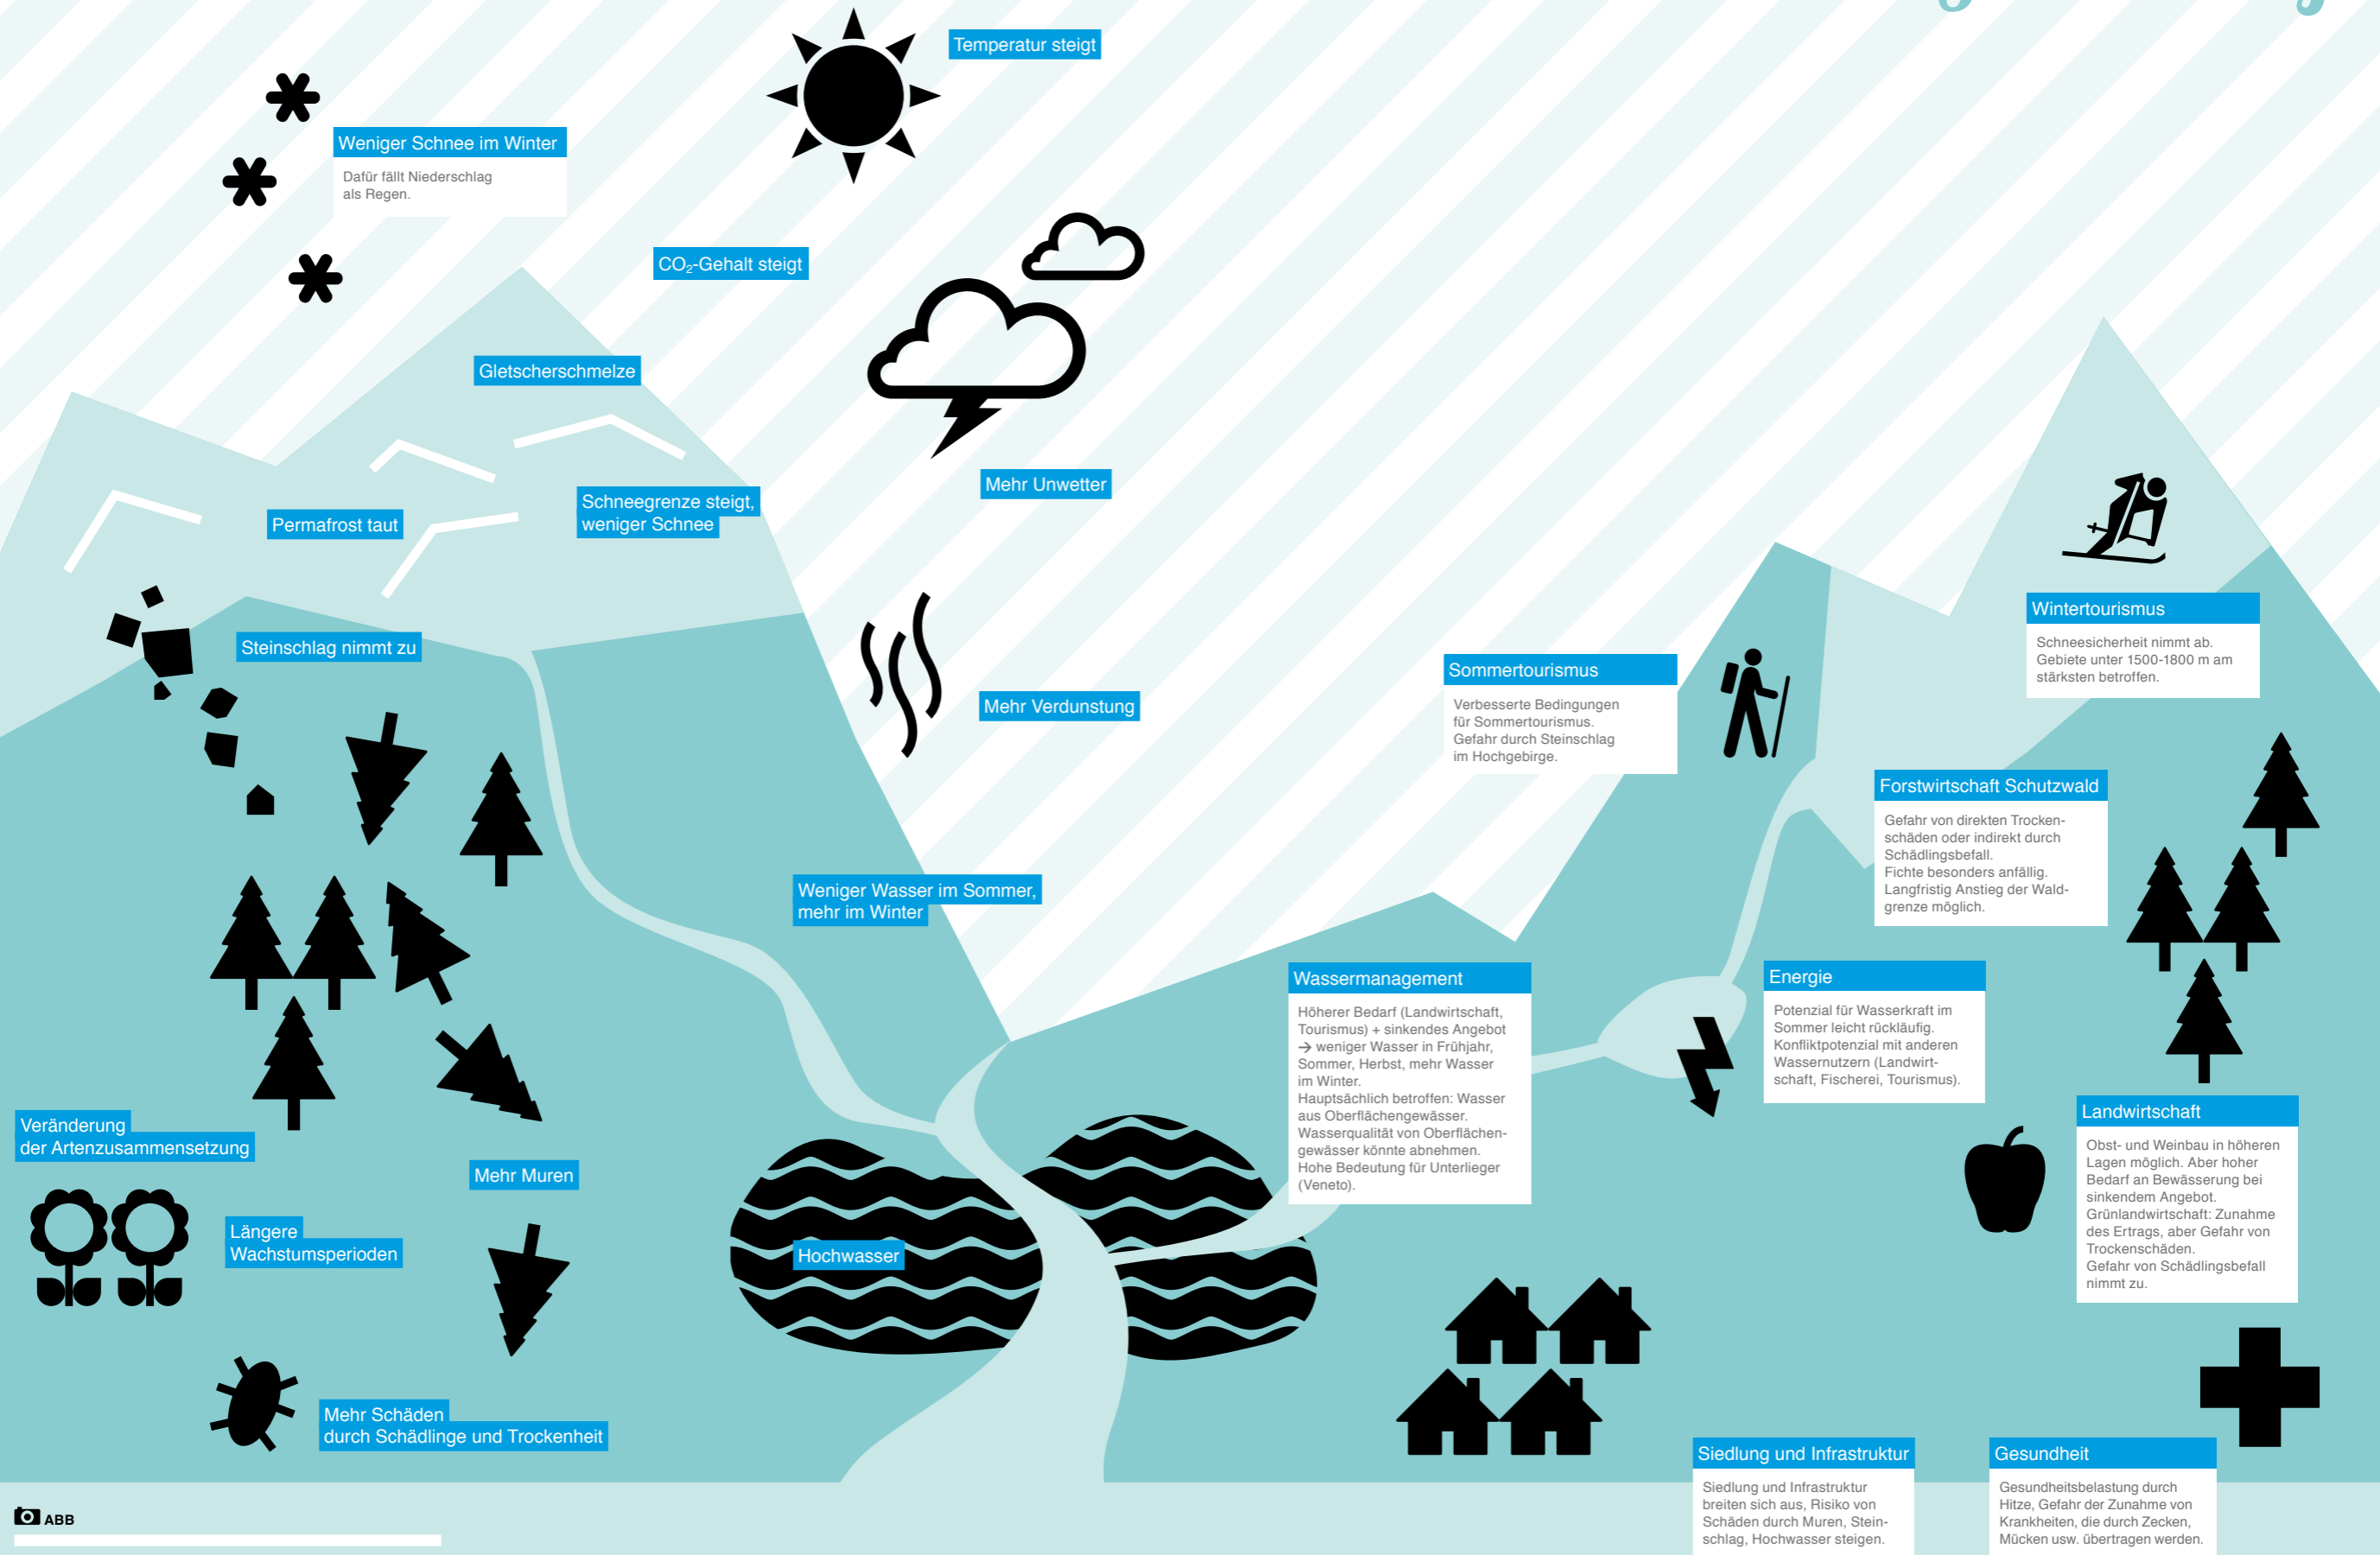 Temperatur steigt
Weniger Schnee im Winter
Dafür fällt Niederschlag
als Regen.
CO₂-Gehalt steigt
Gletscherschmelze
Mehr Unwetter
Schneegrenze steigt,
weniger Schnee
Permafrost taut
Steinschlag nimmt zu
Mehr Verdunstung
Weniger Wasser im Sommer,
mehr im Winter
Veränderung
der Artenzusammensetzung
Mehr Muren
Längere
Wachstumsperioden
Hochwasser
Mehr Schäden
durch Schädlinge und Trockenheit
Wintertourismus
Schneesicherheit nimmt ab.
Gebiete unter 1500-1800 m am
stärksten betroffen.
Sommertourismus
Verbesserte Bedingungen
für Sommertourismus.
Gefahr durch Steinschlag
im Hochgebirge.
Forstwirtschaft Schutzwald
Gefahr von direkten Trocken-
schäden oder indirekt durch
Schädlingsbefall.
Fichte besonders anfällig.
Langfristig Anstieg der Wald-
grenze möglich.
Wassermanagement
Höherer Bedarf (Landwirtschaft,
Tourismus) + sinkendes Angebot
→ weniger Wasser in Frühjahr,
Sommer, Herbst, mehr Wasser
im Winter.
Hauptsächlich betroffen: Wasser
aus Oberflächengewässer.
Wasserqualität von Oberflächen-
gewässer könnte abnehmen.
Hohe Bedeutung für Unterlieger
(Veneto).
Energie
Potenzial für Wasserkraft im
Sommer leicht rückläufig.
Konfliktpotenzial mit anderen
Wassernutzern (Landwirt-
schaft, Fischerei, Tourismus).
Landwirtschaft
Obst- und Weinbau in höheren
Lagen möglich. Aber hoher
Bedarf an Bewässerung bei
sinkendem Angebot.
Grünlandwirtschaft: Zunahme
des Ertrags, aber Gefahr von
Trockenschäden.
Gefahr von Schädlingsbefall
nimmt zu.
Siedlung und Infrastruktur
Siedlung und Infrastruktur
breiten sich aus, Risiko von
Schäden durch Muren, Stein-
schlag, Hochwasser steigen.
Gesundheit
Gesundheitsbelastung durch
Hitze, Gefahr der Zunahme von
Krankheiten, die durch Zecken,
Mücken usw. übertragen werden.
ABB